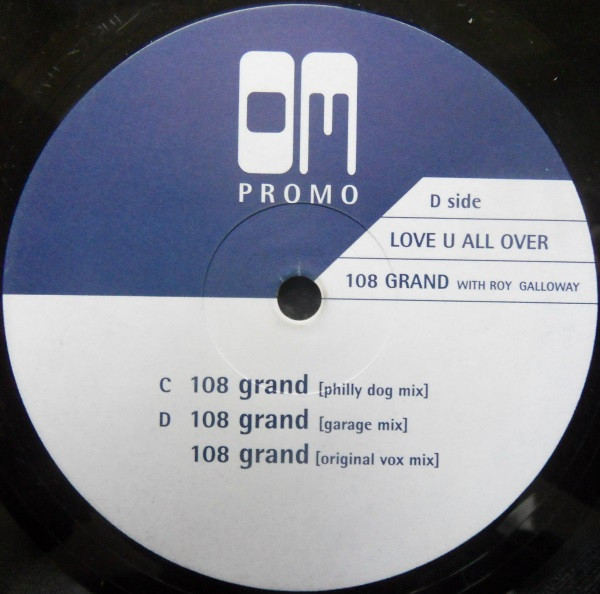 OM
PROMO
D side
LOVE U ALL OVER
108 GRAND WITH ROY GALLOWAY
C 108 grand [philly dog mix]
D 108 grand [garage mix]
108 grand [original vox mix]